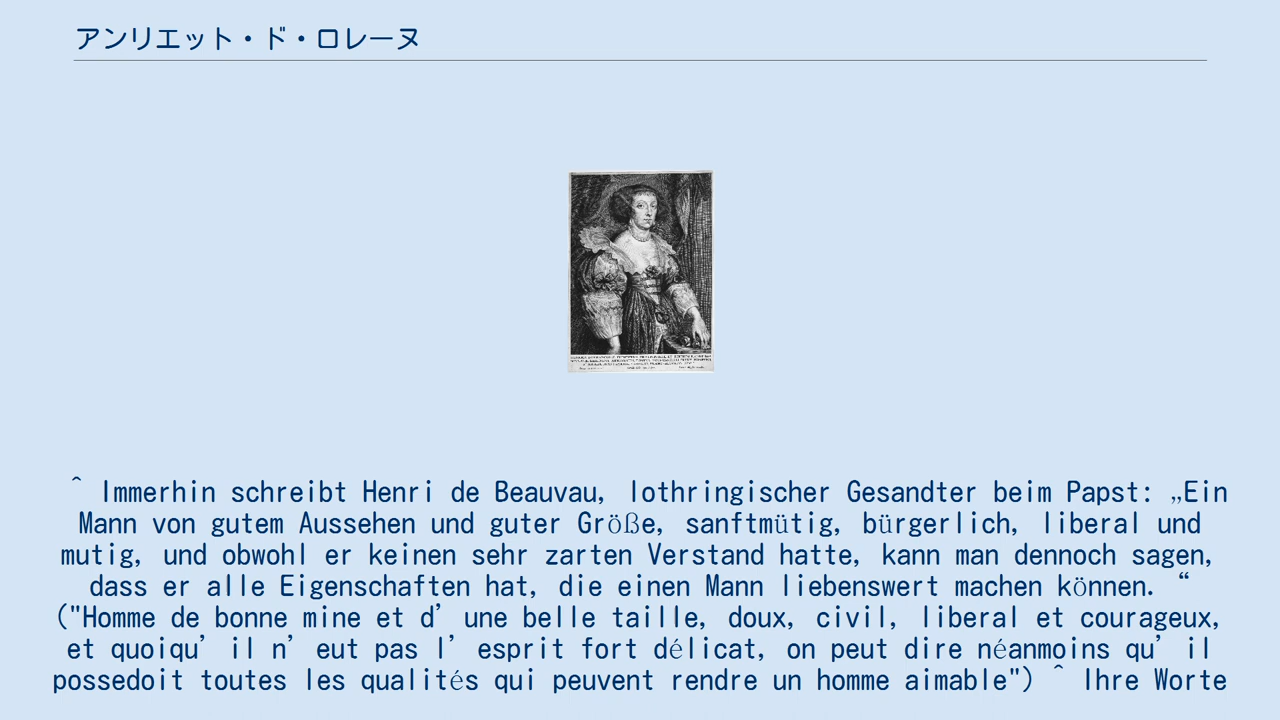 アンリエット・ド・ロレーヌ
^ Immerhin schreibt Henri de Beauvau, lothringischer Gesandter beim Papst: „Ein
Mann von gutem Aussehen und guter Größe, sanftmütig, bürgerlich, liberal und
mutig, und obwohl er keinen sehr zarten Verstand hatte, kann man dennoch sagen,
dass er alle Eigenschaften hat, die einen Mann liebenswert machen können. “
("Homme de bonne mine et d’une belle taille, doux, civil, liberal et courageux,
et quoiqu’il n’eut pas l’esprit fort délicat, on peut dire néanmoins qu’il
possedoit toutes les qualités qui peuvent rendre un homme aimable") ^ Ihre Worte